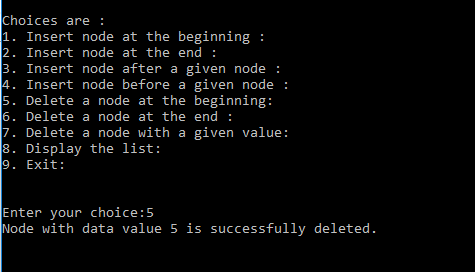 Choices are :
1. Insert node at the beginning :
2. Insert node at the end :
3. Insert node after a given node :
4. Insert node before a given node :
5. Delete a node at the beginning:
6. Delete a node at the end :
7. Delete a node with a given value:
8. Display the list:
9. Exit:
Enter your choice:5
Node with data value 5 is successfully deleted.